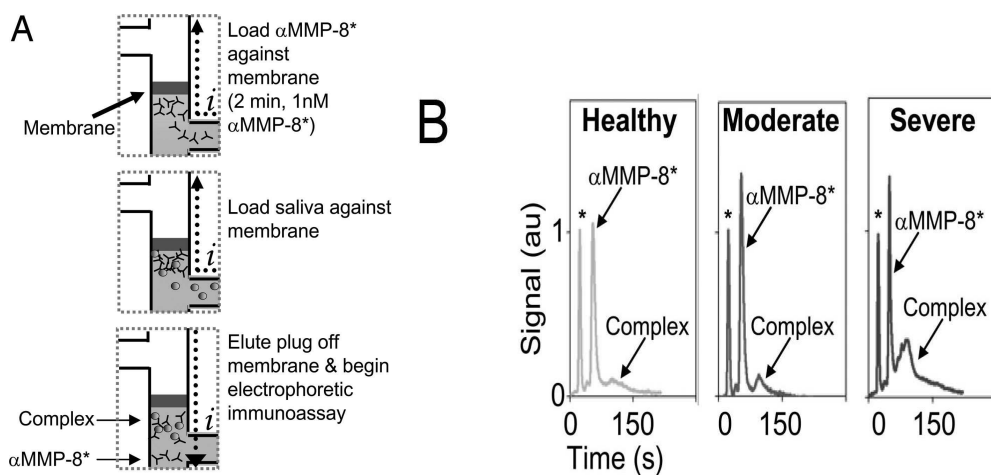 A
Load αMMP-8*
against
membrane
(2 min, 1nM
αMMP-8*)
i
Membrane
Load saliva against
membrane
i
Elute plug off
membrane & begin
electrophoretic
immunoassay
i
Complex
αMMP-8*
B
Healthy
Moderate
Severe
αMMP-8*
*
αMMP-8*
*
αMMP-8*
*
Complex
Complex
Complex
Signal (au)
1
0
0 150
0 150
0 150
Time (s)